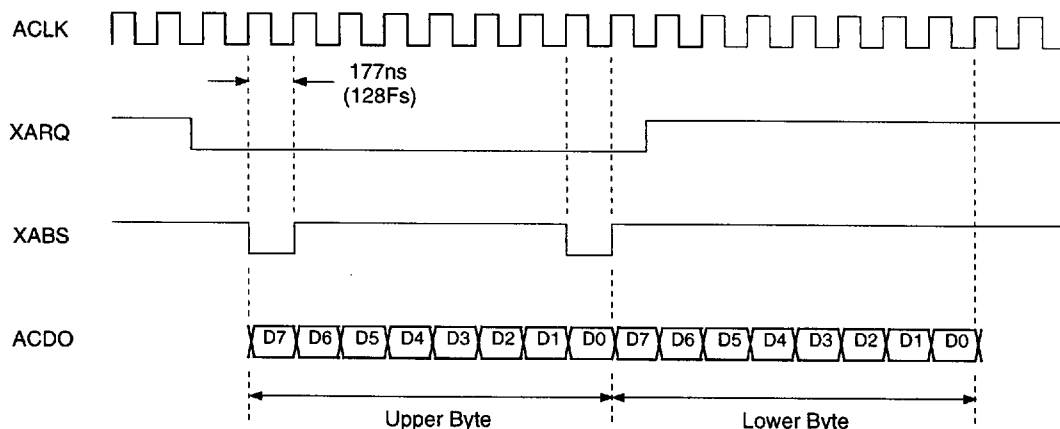 ACLK
177ns
(128Fs)
XARQ
XABS
ACDO
D7 D6 D5 D4 D3 D2 D1 D0 D7 D6 D5 D4 D3 D2 D1 D0
Upper Byte
Lower Byte